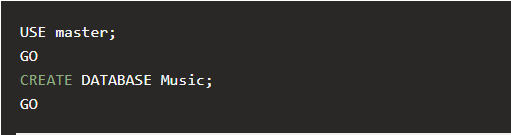 USE master;
GO
CREATE DATABASE Music;
GO